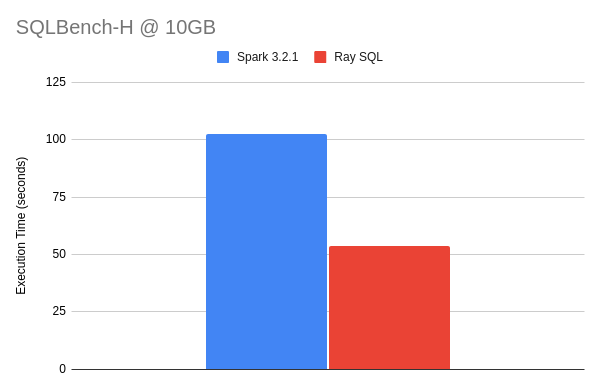 SQLBench-H @ 10GB
Spark 3.2.1
Ray SQL
125
100
75
50
25
0
Execution Time (seconds)